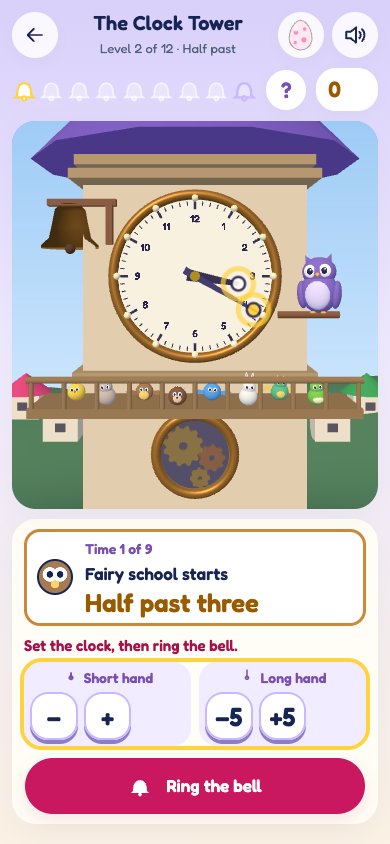 The Clock Tower
Level 2 of 12 · Half past
?
0
12
1
2
3
5
6
7
8
9
10
11
Time 1 of 9
Fairy school starts
Half past three
Set the clock, then ring the bell.
Short hand
Long hand
– +
–5 +5
Ring the bell